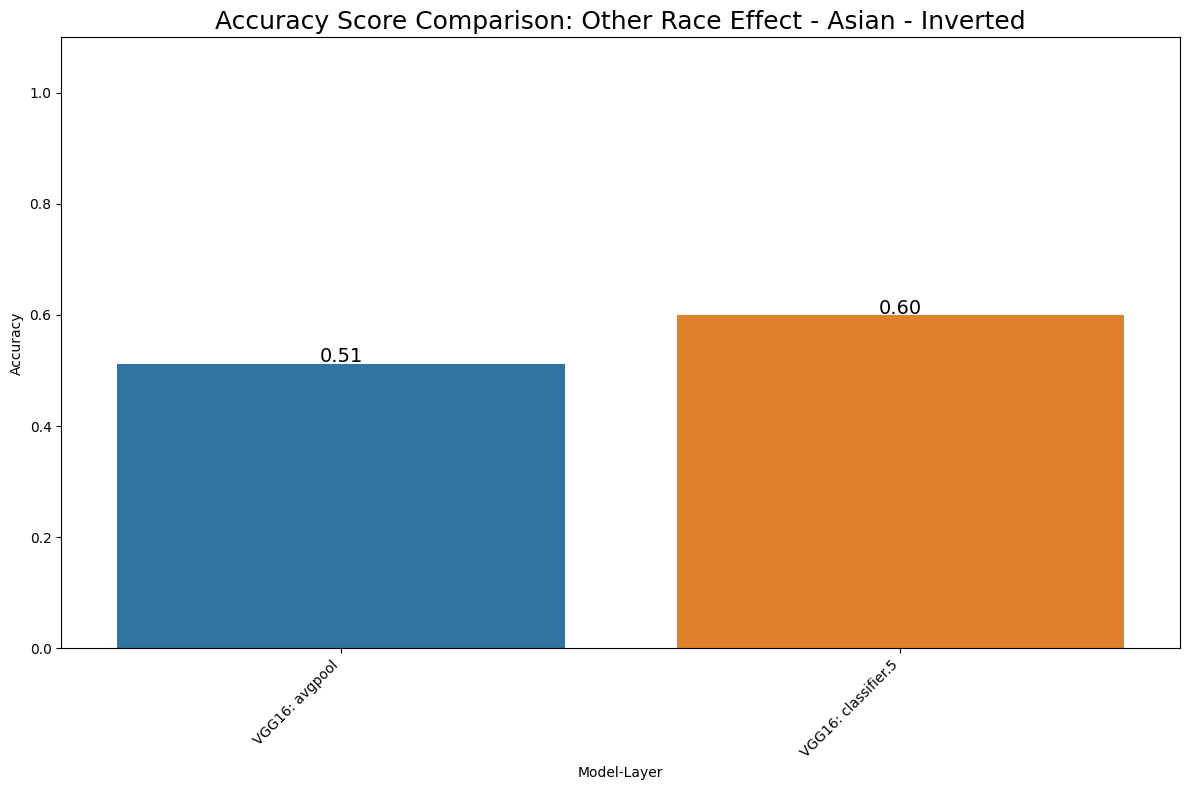 Accuracy Score Comparison: Other Race Effect - Asian - Inverted
Accuracy
1.0
0.8
0.6
0.4
0.2
0.0
0.51
0.60
VGG16: avgpool
VGG16: classifier.5
Model-Layer